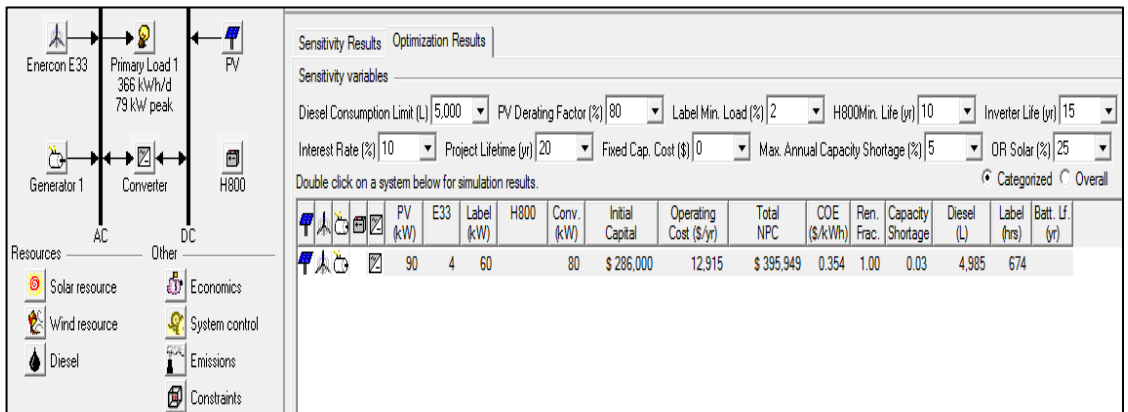 Enercon E33
Primary Load 1
366 kWh/d
79 kW peak
PV
Generator 1
Converter
H800
AC
DC
Resources
Other
Solar resource
Economics
Wind resource
System control
Diesel
Emissions
Constraints
Sensitivity Results Optimization Results
Sensitivity variables
Diesel Consumption Limit (L) 5,000 PV Derating Factor (%) 80 Label Min. Load (%) 2 H800Min. Life (yr) 10 Inverter Life (yr) 15
Interest Rate (%) 10 Project Lifetime (yr) 20 Fixed Cap. Cost ($) 0 Max. Annual Capacity Shortage (%) 5 OR Solar (%) 25
Double click on a system below for simulation results. Categorized Overall
PV (kW) E33 Label (kW) H800 Conv. (kW) Initial Capital Operating Cost ($/yr) Total NPC COE ($/kWh) Ren. Frac. Capacity Shortage Diesel (L) Label (hrs) Batt. Lf. (yr)
90 4 60 80 $ 286,000 12,915 $ 395,949 0.354 1.00 0.03 4,985 674